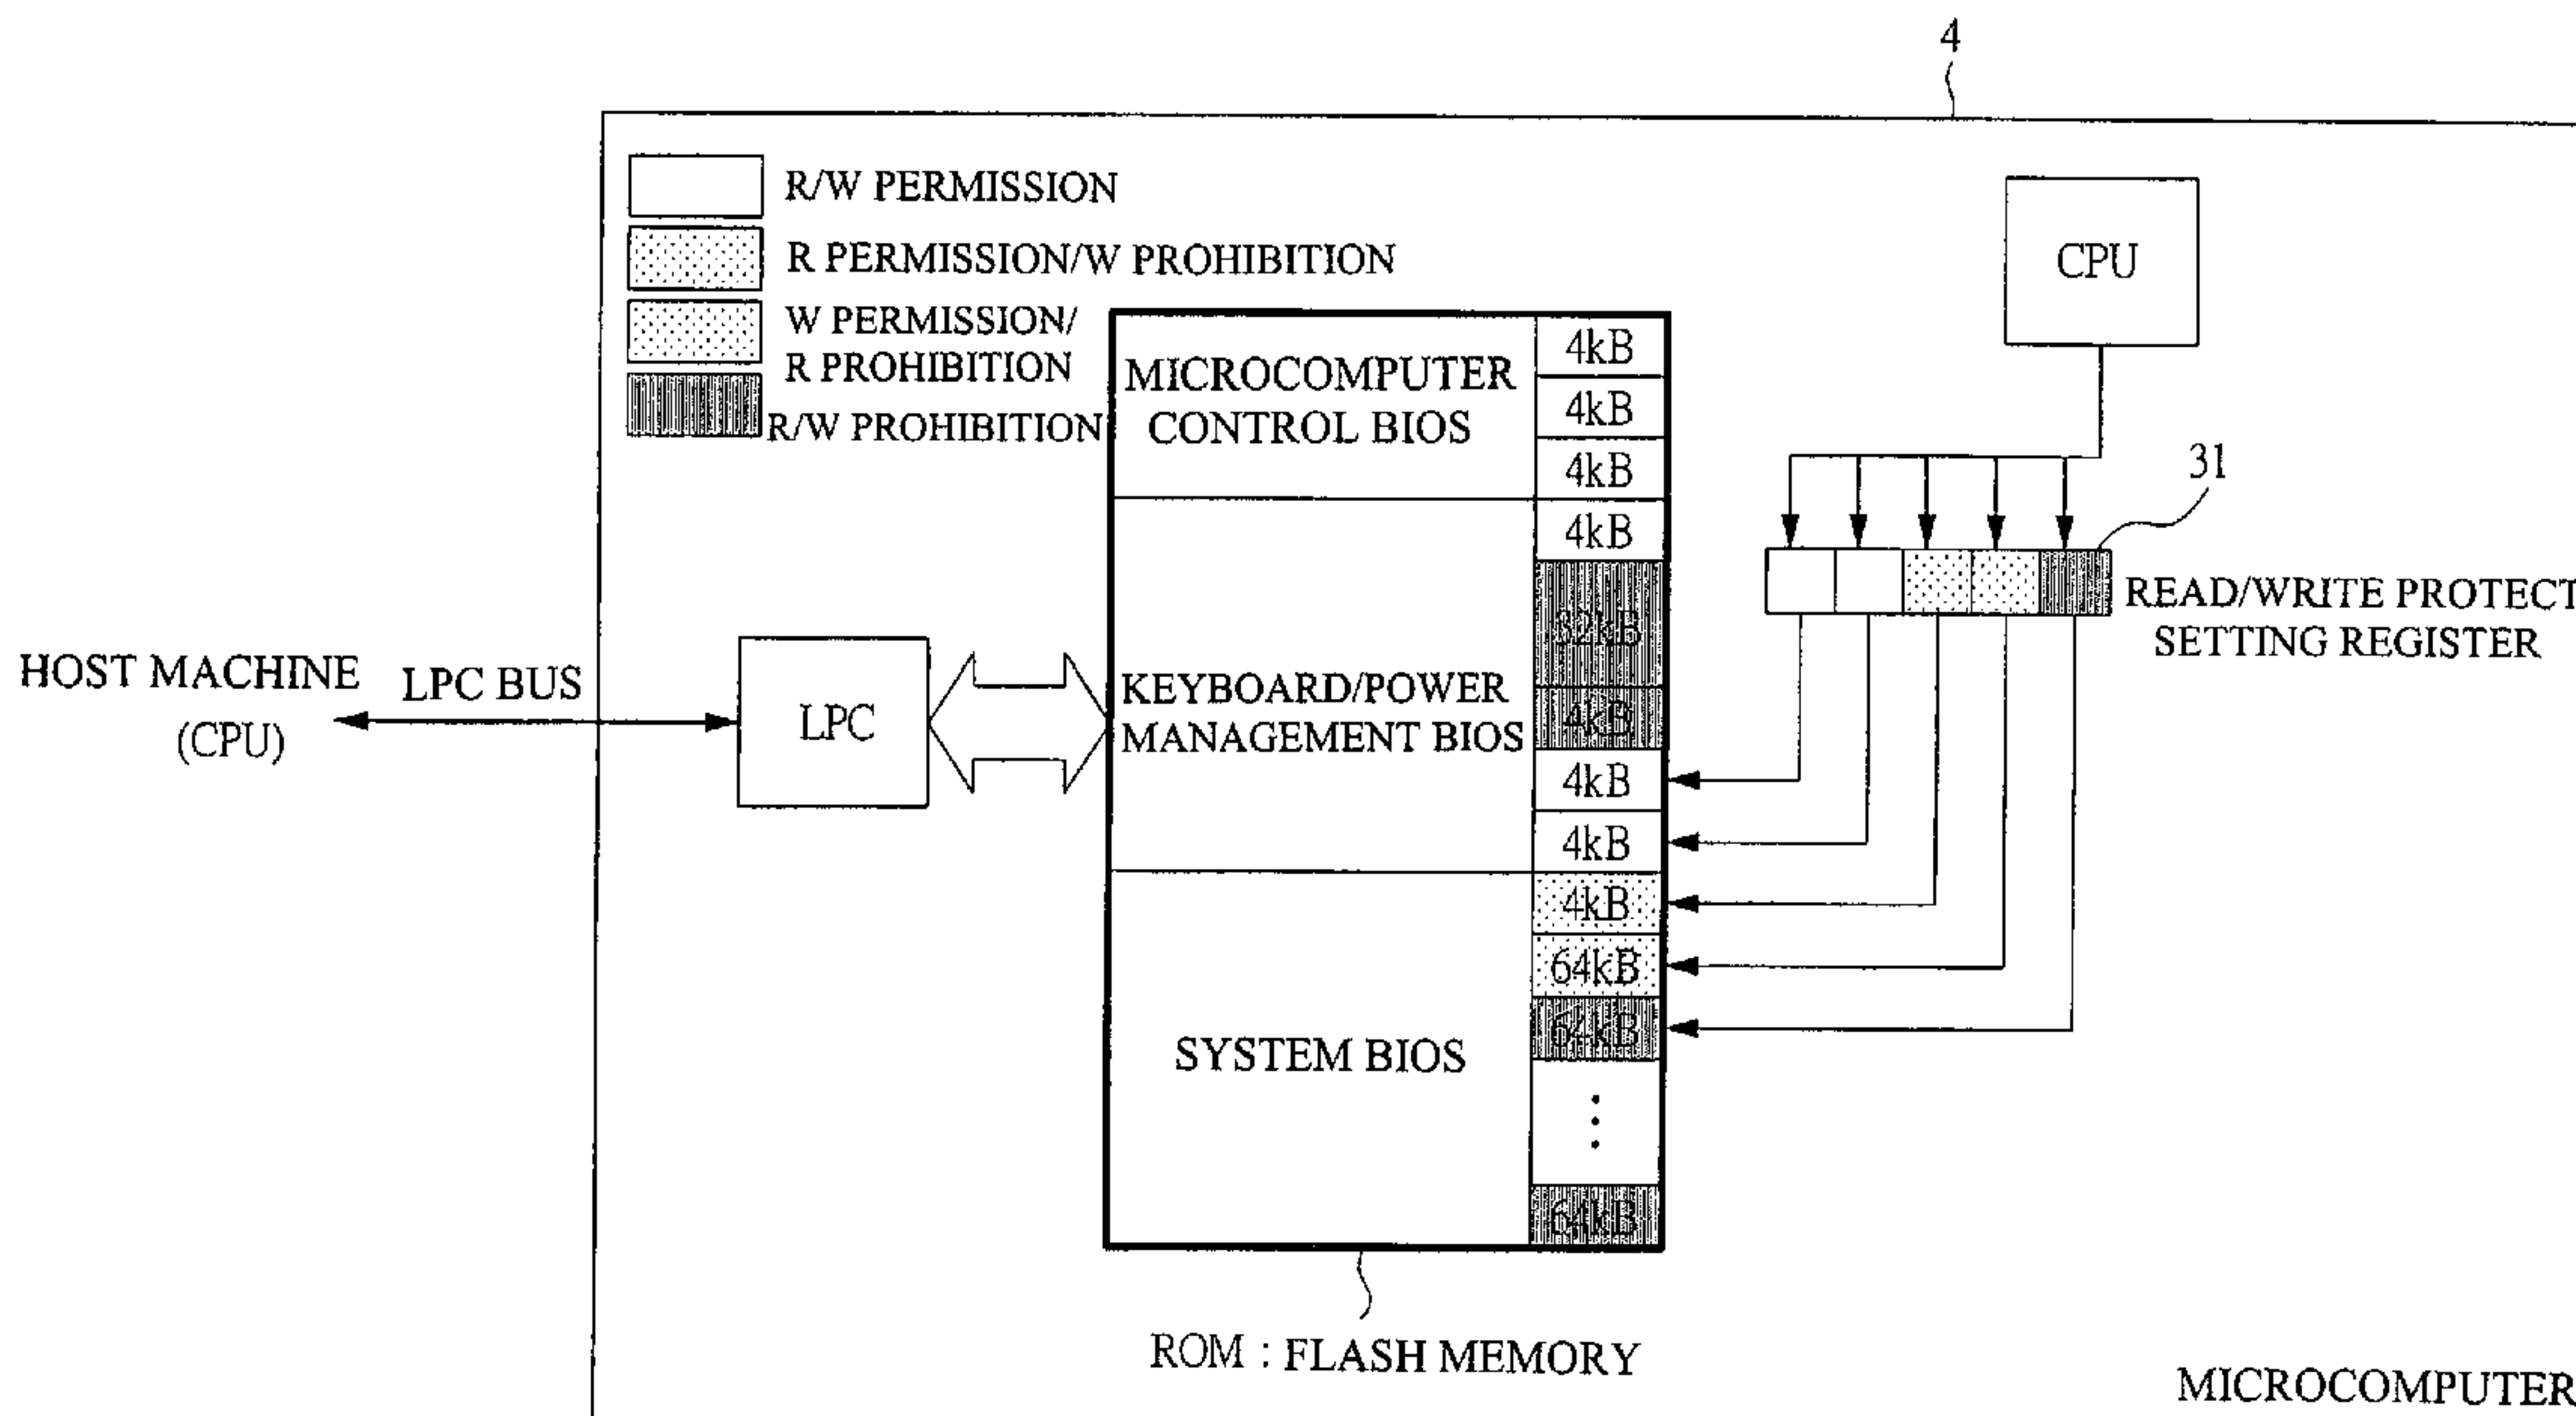 4
R/W PERMISSION
R PERMISSION/W PROHIBITION
W PERMISSION/
R PROHIBITION
R/W PROHIBITION
CPU
MICROCOMPUTER
CONTROL BIOS
4kB
4kB
4kB
4kB
32kB
4kB
4kB
4kB
KEYBOARD/POWER
MANAGEMENT BIOS
31
READ/WRITE PROTECT
SETTING REGISTER
HOST MACHINE
(CPU)
LPC BUS
LPC
SYSTEM BIOS
4kB
64kB
64kB
64kB
ROM : FLASH MEMORY
MICROCOMPUTER